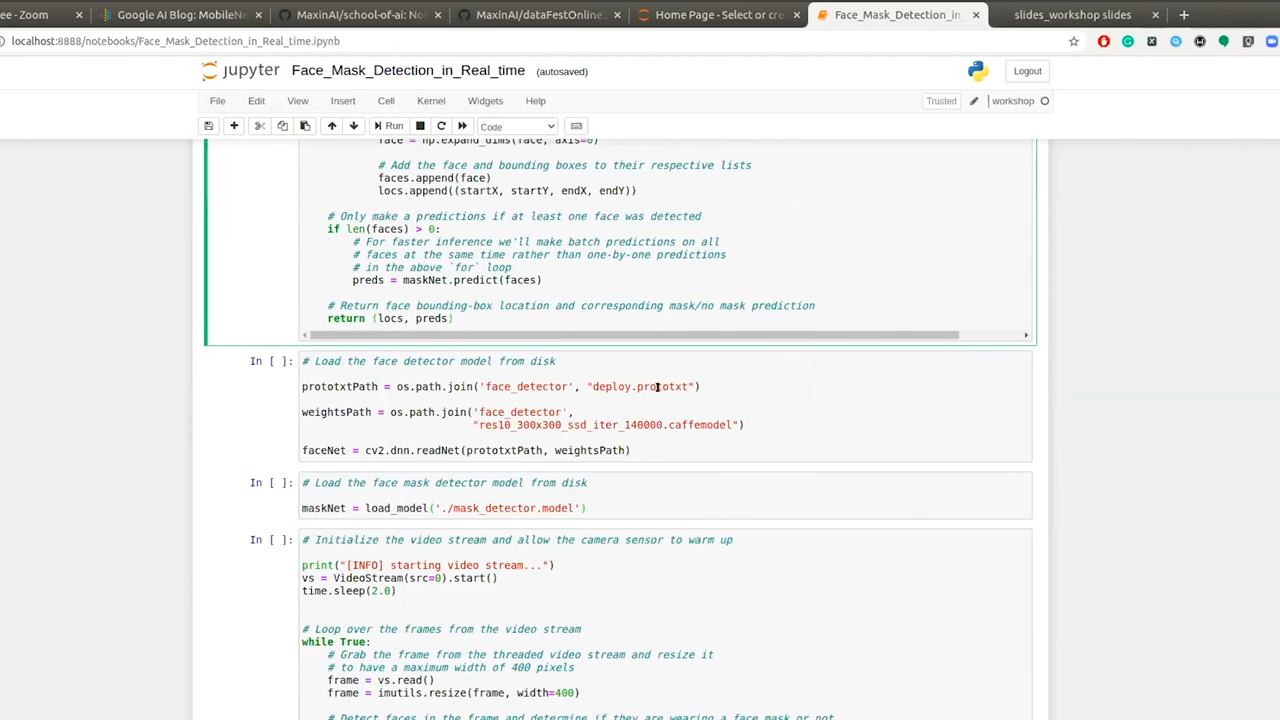 ee - Zoom
Google AI Blog: MobileNe
MaxinAI/school-of-ai: No
MaxinAI/dataFestOnline
Home Page - Select or cre
Face_Mask_Detection_in_
slides_workshop slides
localhost:8888/notebooks/Face_Mask_Detection_in_Real_time.ipynb
jupyter Face_Mask_Detection_in_Real_time (autosaved)
Logout
File Edit View Insert Cell Kernel Widgets Help
Trusted
workshop
Run
Code
face = np.expand_dims(face, axis=0)
# Add the face and bounding boxes to their respective lists
faces.append(face)
locs.append((startX, startY, endX, endY))
# Only make a predictions if at least one face was detected
if len(faces) > 0:
# For faster inference we'll make batch predictions on all
# faces at the same time rather than one-by-one predictions
# in the above `for` loop
preds = maskNet.predict(faces)
# Return face bounding-box location and corresponding mask/no mask prediction
return (locs, preds)
In [ ]: # Load the face detector model from disk
prototxtPath = os.path.join('face_detector', "deploy.prototxt")
weightsPath = os.path.join('face_detector',
"res10_300x300_ssd_iter_140000.caffemodel")
faceNet = cv2.dnn.readNet(prototxtPath, weightsPath)
In [ ]: # Load the face mask detector model from disk
maskNet = load_model('./mask_detector.model')
In [ ]: # Initialize the video stream and allow the camera sensor to warm up
print("[INFO] starting video stream...")
vs = VideoStream(src=0).start()
time.sleep(2.0)
# Loop over the frames from the video stream
while True:
# Grab the frame from the threaded video stream and resize it
# to have a maximum width of 400 pixels
frame = vs.read()
frame = imutils.resize(frame, width=400)
# Detect faces in the frame and determine if they are wearing a face mask or not